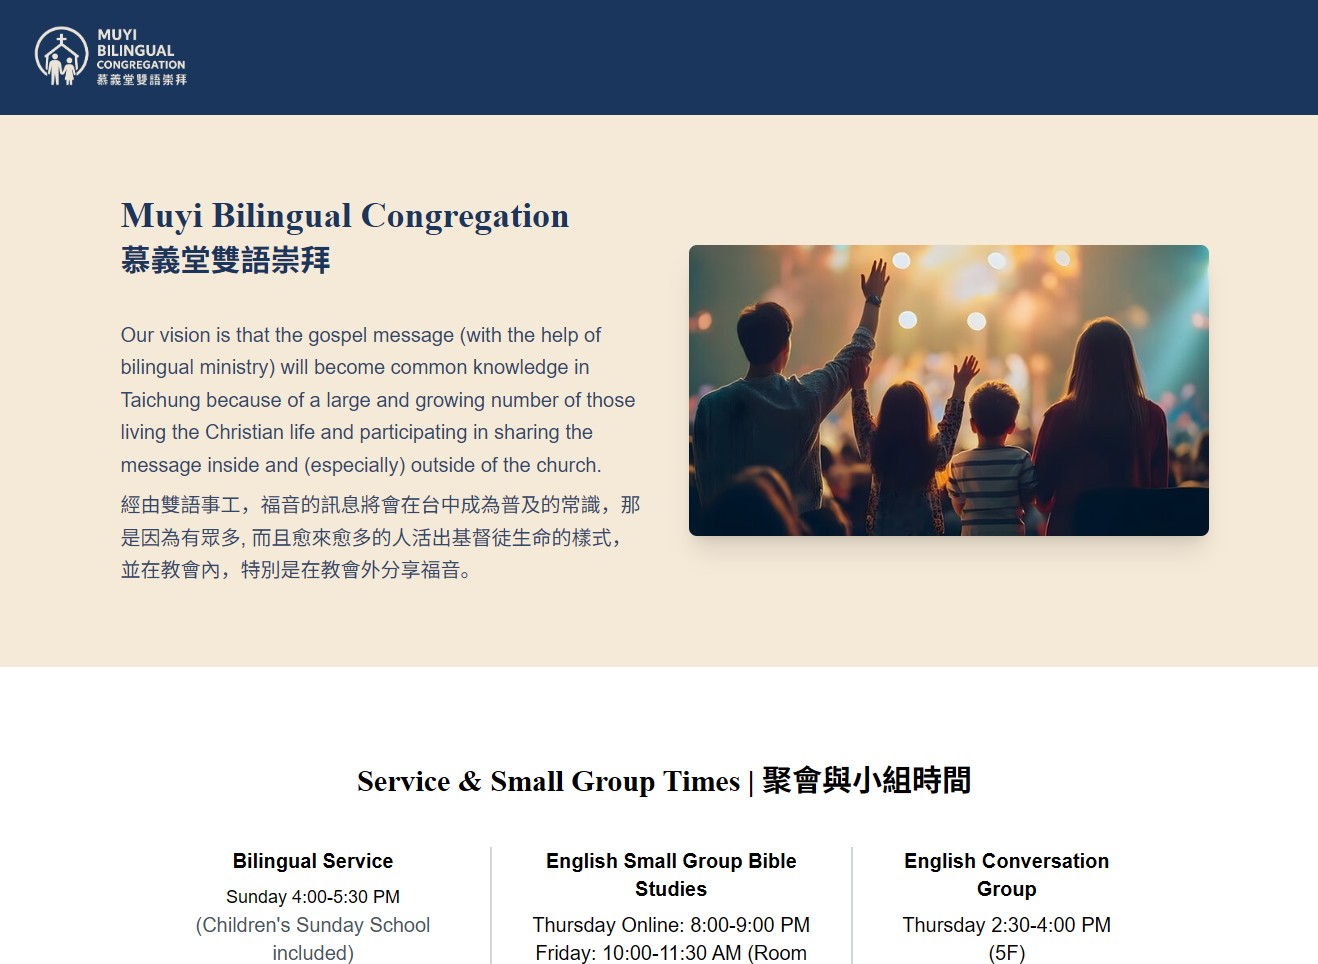 MUYI
BILINGUAL
CONGREGATION
慕義堂雙語崇拜
Muyi Bilingual Congregation
慕義堂雙語崇拜
Our vision is that the gospel message (with the help of
bilingual ministry) will become common knowledge in
Taichung because of a large and growing number of those
living the Christian life and participating in sharing the
message inside and (especially) outside of the church.
經由雙語事工，福音的訊息將會在台中成為普及的常識，那
是因為有眾多, 而且愈來愈多的人活出基督徒生命的樣式，
並在教會內，特別是在教會外分享福音。
Service & Small Group Times | 聚會與小組時間
Bilingual Service
Sunday 4:00-5:30 PM
(Children's Sunday School
included)
English Small Group Bible
Studies
Thursday Online: 8:00-9:00 PM
Friday: 10:00-11:30 AM (Room
English Conversation
Group
Thursday 2:30-4:00 PM
(5F)